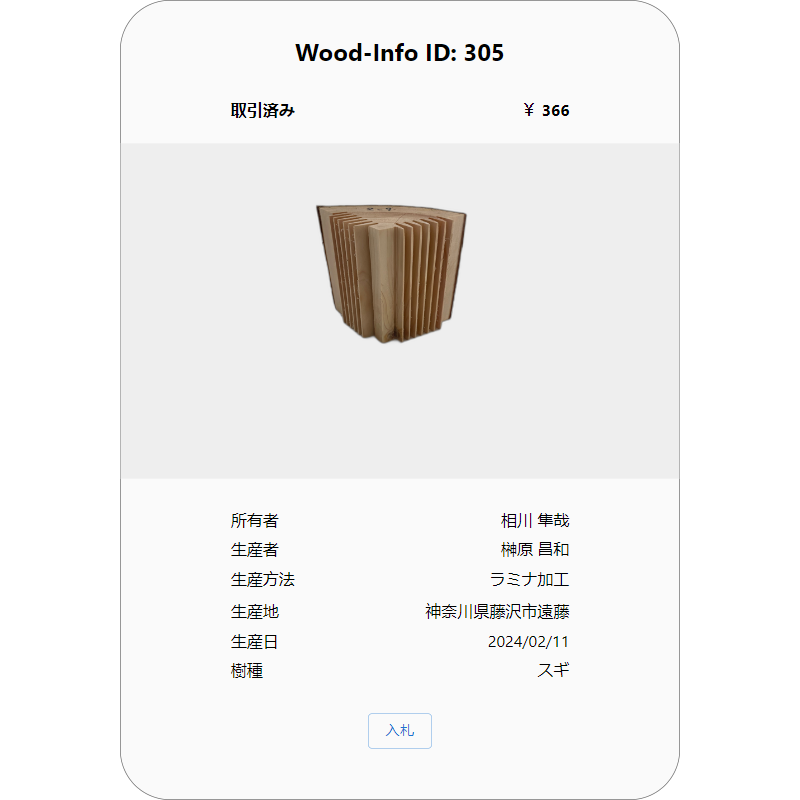 Wood-Info ID: 305
取引済み ￥ 366
所有者 相川 隼哉
生産者 榊原 昌和
生産方法 ラミナ加工
生産地 神奈川県藤沢市遠藤
生産日 2024/02/11
樹種 スギ
入札